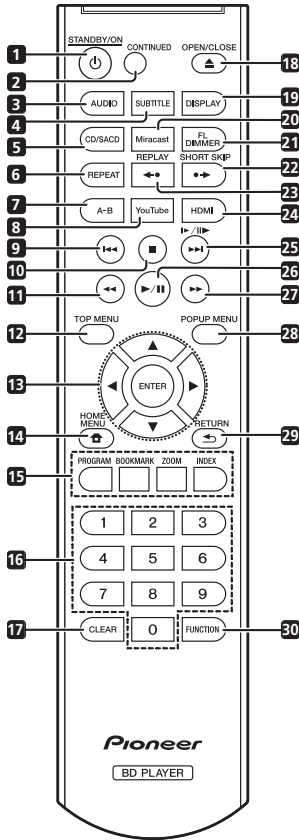 STANDBY/ON CONTINUED OPEN/CLOSE
1 2 18
AUDIO SUBTITLE DISPLAY
3 4 19
CD/SACD Miracast FL DIMMER
5 20 21
REPEAT REPLAY SHORT SKIP
6 22 23
A-B YouTube HDMI
7 8 24
9 10 25
11 26 27
TOP MENU POPUP MENU
12 28
ENTER
13
HOME MENU RETURN
14 29
PROGRAM BOOKMARK ZOOM INDEX
15
1 2 3
16 4 5 6
7 8 9
17 CLEAR 0 FUNCTION 30
Pioneer
BD PLAYER